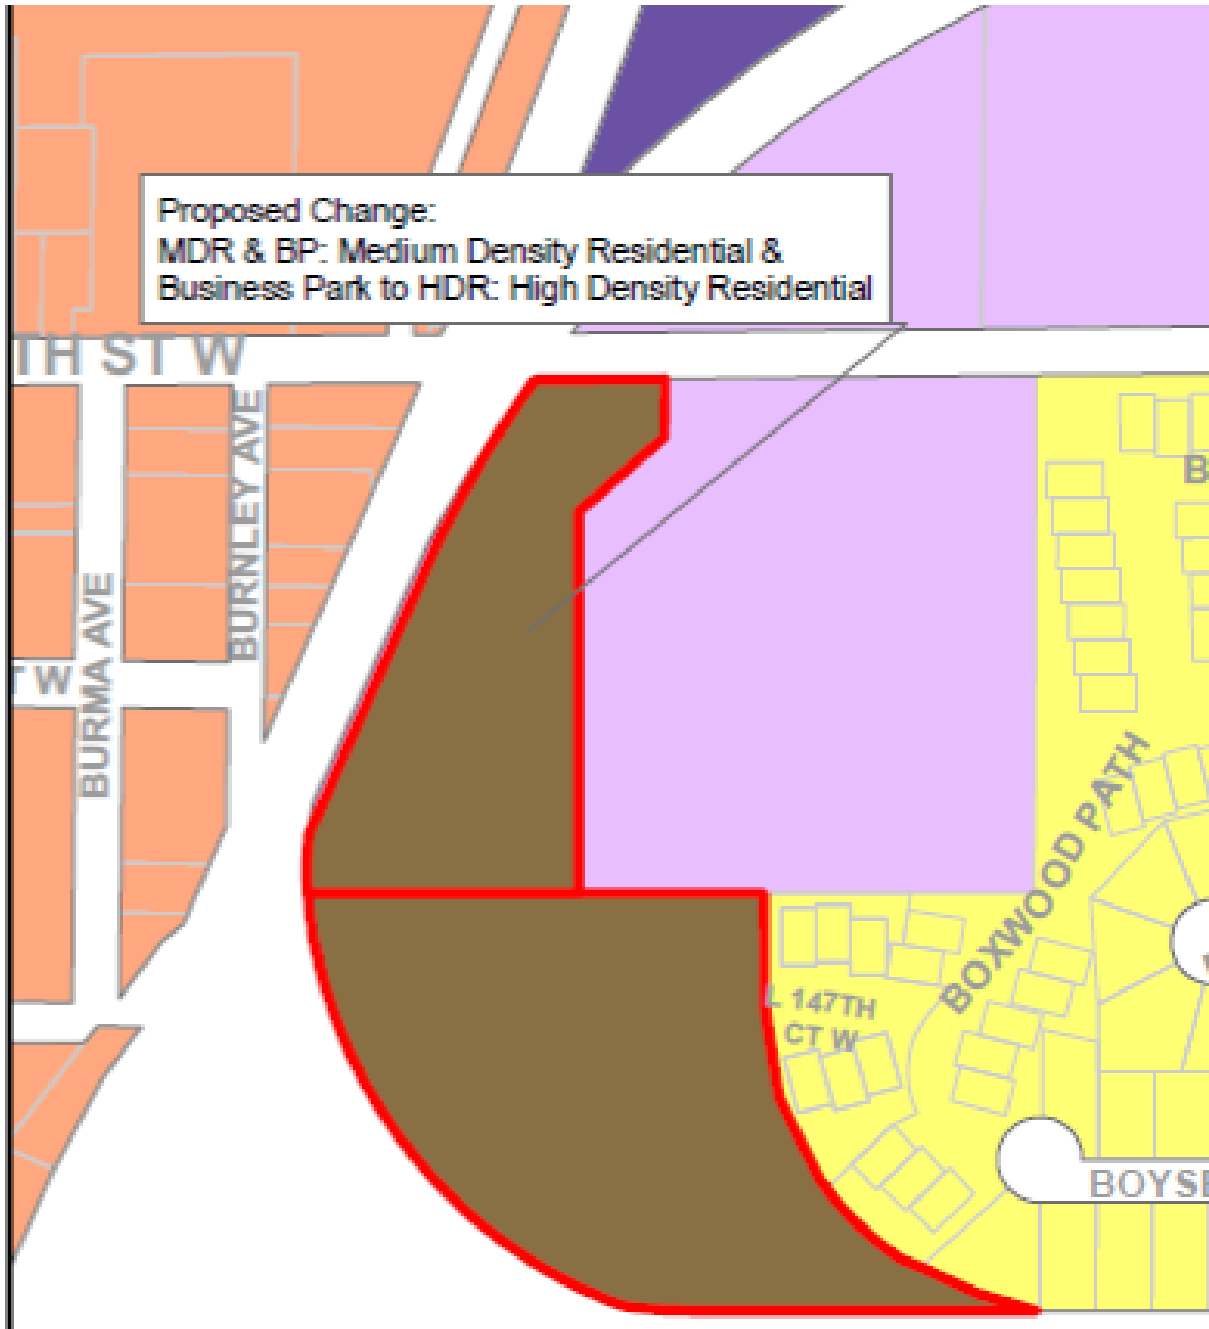 Proposed Change:
MDR & BP: Medium Density Residential &
Business Park to HDR: High Density Residential
TH ST W
BURNLEY AVE
BURMA AVE
T W
B
BOXWOOD PATH
L 147TH
CT W
BOYSE